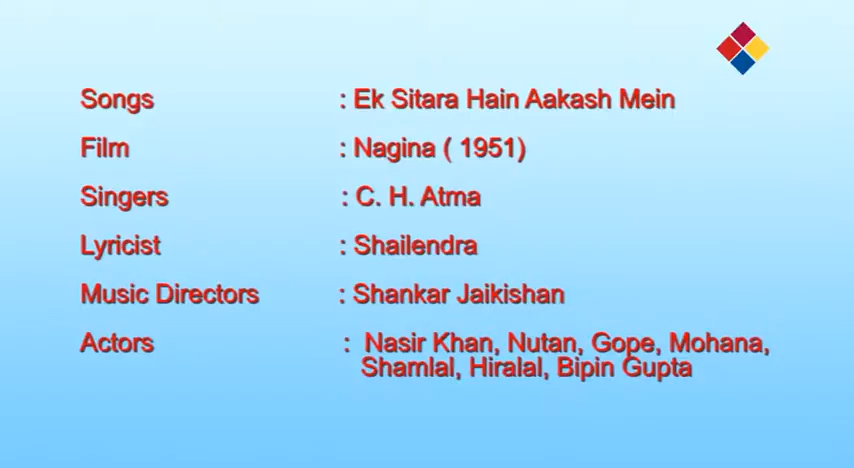 Songs : Ek Sitara Hain Aakash Mein
Film : Nagina ( 1951)
Singers : C. H. Atma
Lyricist : Shailendra
Music Directors : Shankar Jaikishan
Actors : Nasir Khan, Nutan, Gope, Mohana,
Shamlal, Hiralal, Bipin Gupta